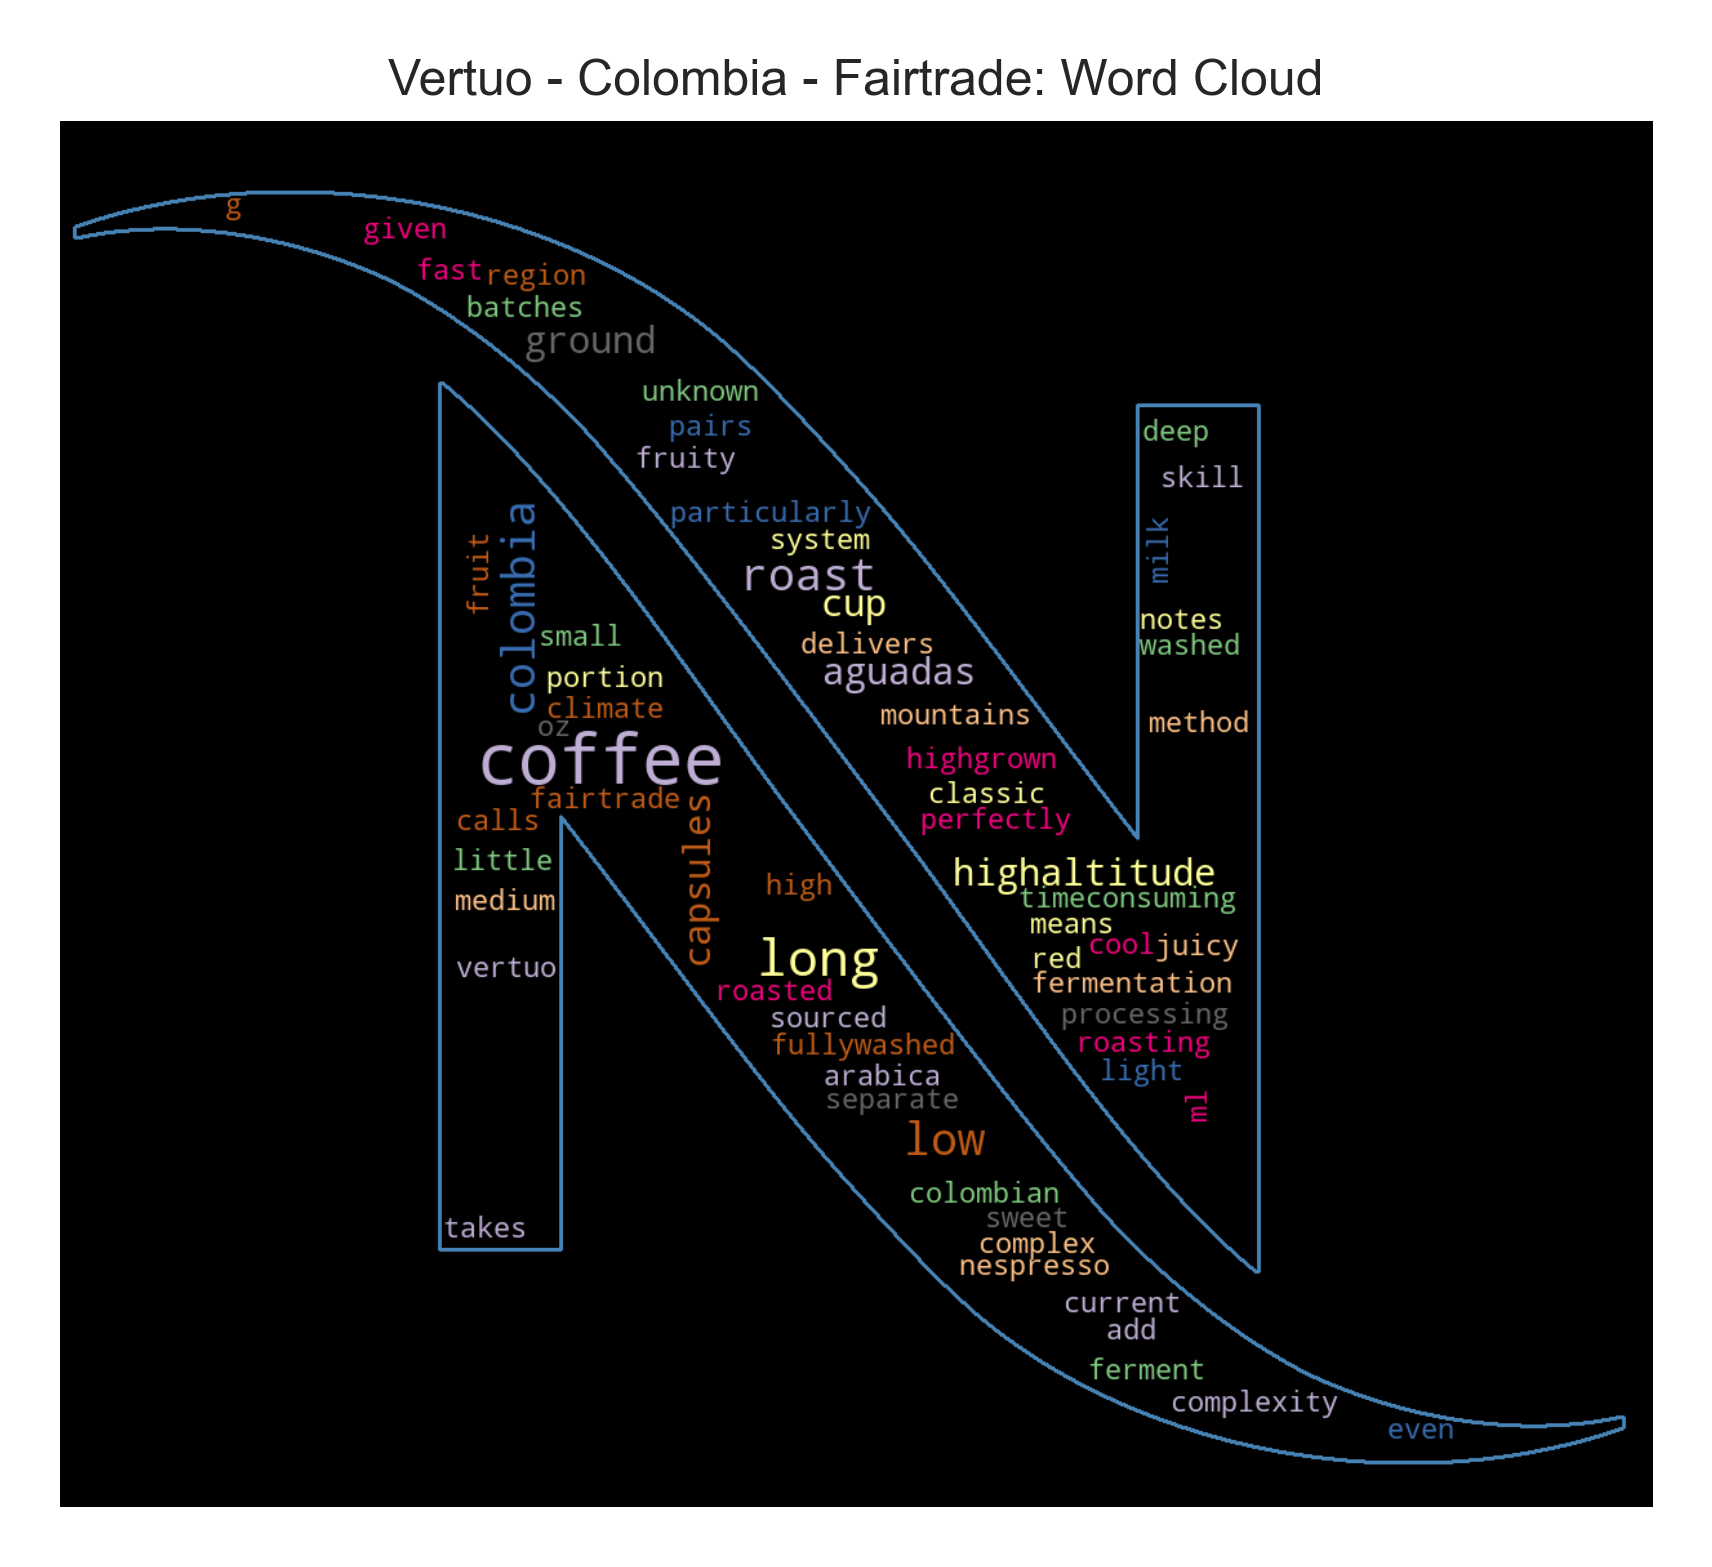 Vertuo - Colombia - Fairtrade: Word Cloud
g
given
fast
region
batches
ground
unknown
pairs
fruity
particularly
system
roast
cup
delivers
aguadas
mountains
highgrown
classic
perfectly
deep
skill
milk
notes
washed
method
highaltitude
timeconsuming
means
cool
juicy
red
fermentation
processing
roasting
light
ml
fruit
colombia
small
portion
climate
oz
coffee
fairtrade
calls
little
medium
vertuo
takes
capsules
high
long
roasted
sourced
fullywashed
arabica
separate
low
colombian
sweet
complex
nespresso
current
add
ferment
complexity
even